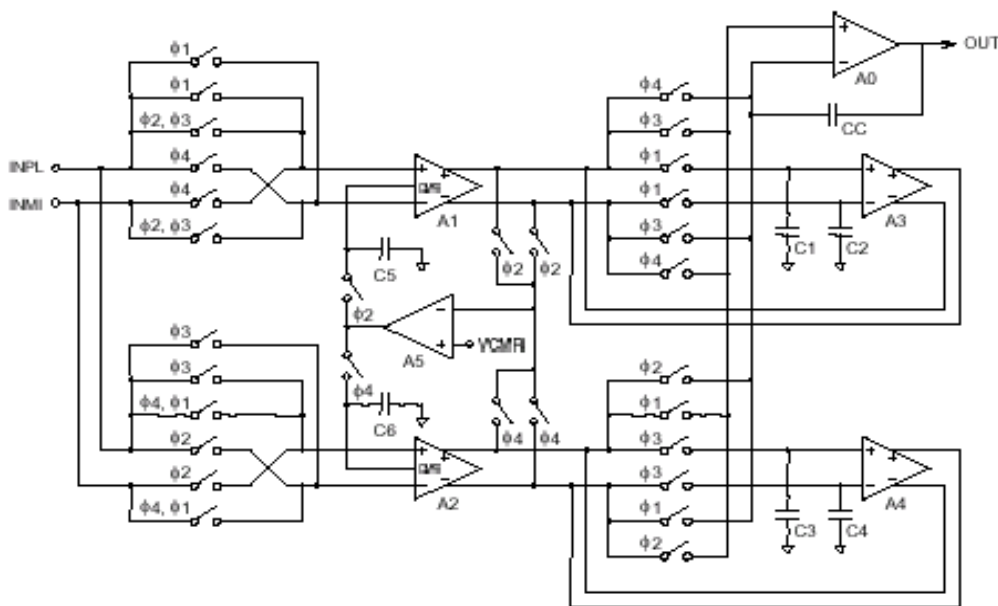 ϕ1
ϕ1
ϕ2, ϕ3
ϕ4
ϕ4
ϕ2, ϕ3
INPL
INMI
+
−
+
−
A1
C5
ϕ2
ϕ2
ϕ2
A5
−
+
VCMRI
ϕ4
C6
ϕ4
ϕ4
ϕ3
ϕ3
ϕ4, ϕ1
ϕ2
ϕ2
ϕ4, ϕ1
+
−
+
−
A2
+
−
A0
OUT
CC
ϕ4
ϕ3
ϕ1
ϕ1
ϕ3
ϕ4
C1
C2
+
−
+
−
A3
ϕ2
ϕ1
ϕ3
ϕ3
ϕ1
ϕ2
C3
C4
+
−
+
−
A4